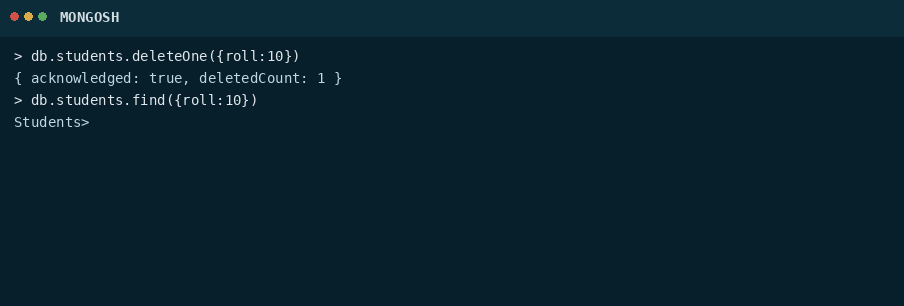 MONGOSH
> db.students.deleteOne({roll:10})
{ acknowledged: true, deletedCount: 1 }
> db.students.find({roll:10})
Students>